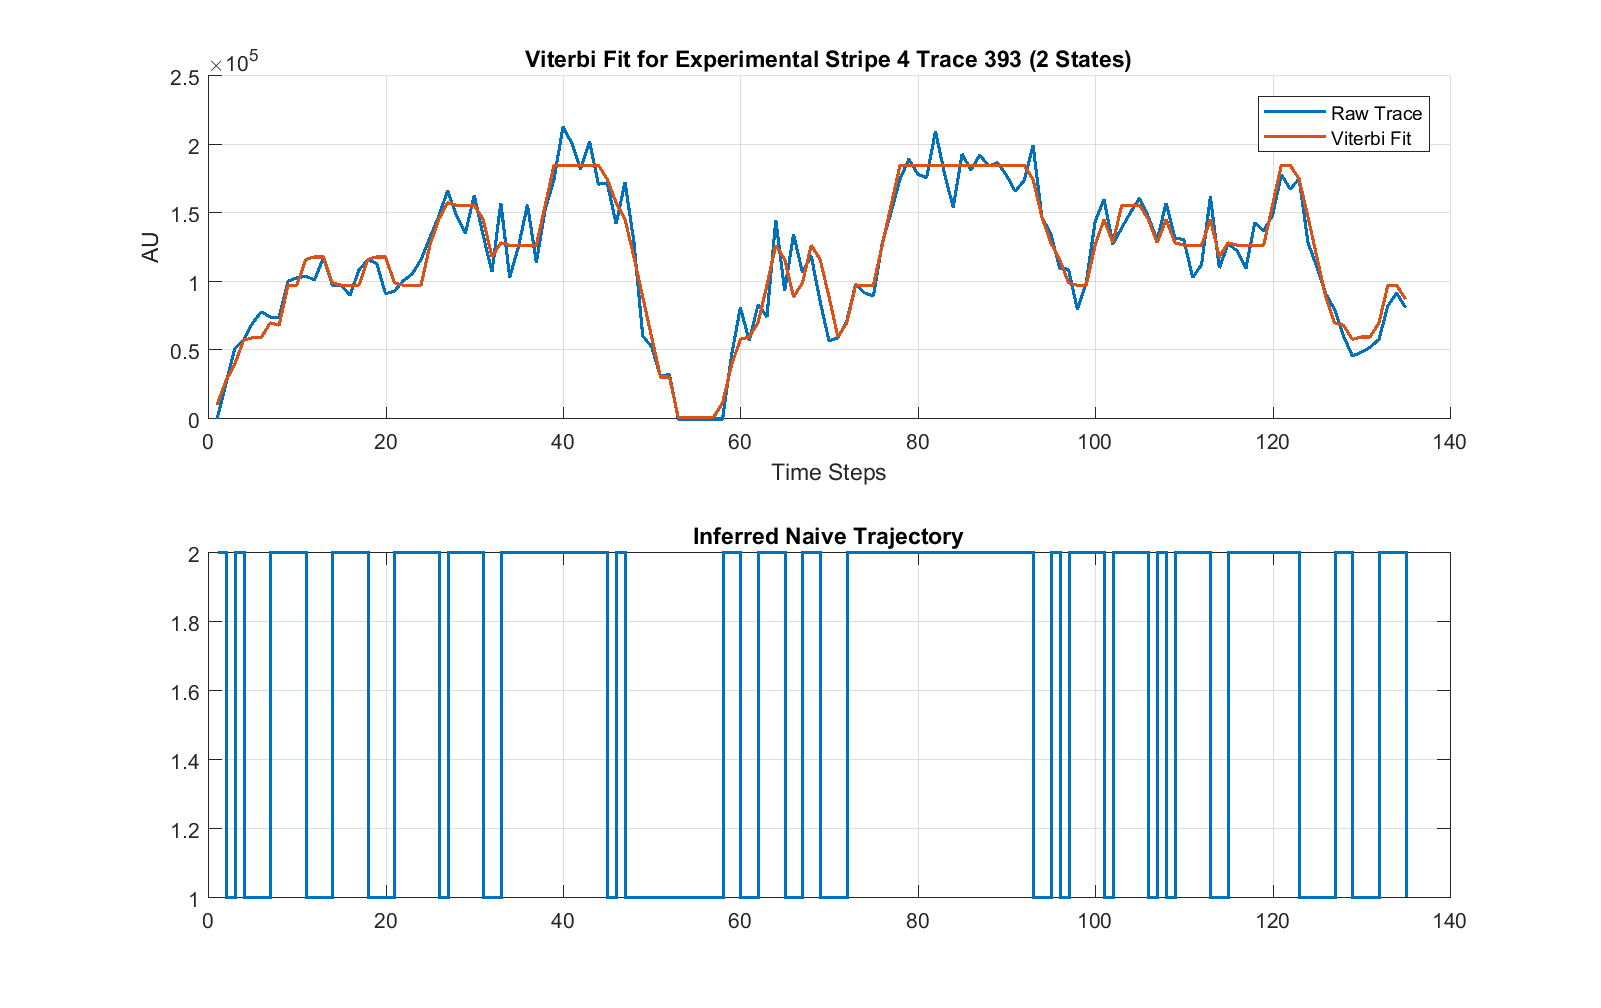 Viterbi Fit for Experimental Stripe 4 Trace 393 (2 States)
×10^5
2.5
2
1.5
1
0.5
0
AU
Raw Trace
Viterbi Fit
0 20 40 60 80 100 120 140
Time Steps
Inferred Naive Trajectory
2
1.8
1.6
1.4
1.2
1
0 20 40 60 80 100 120 140